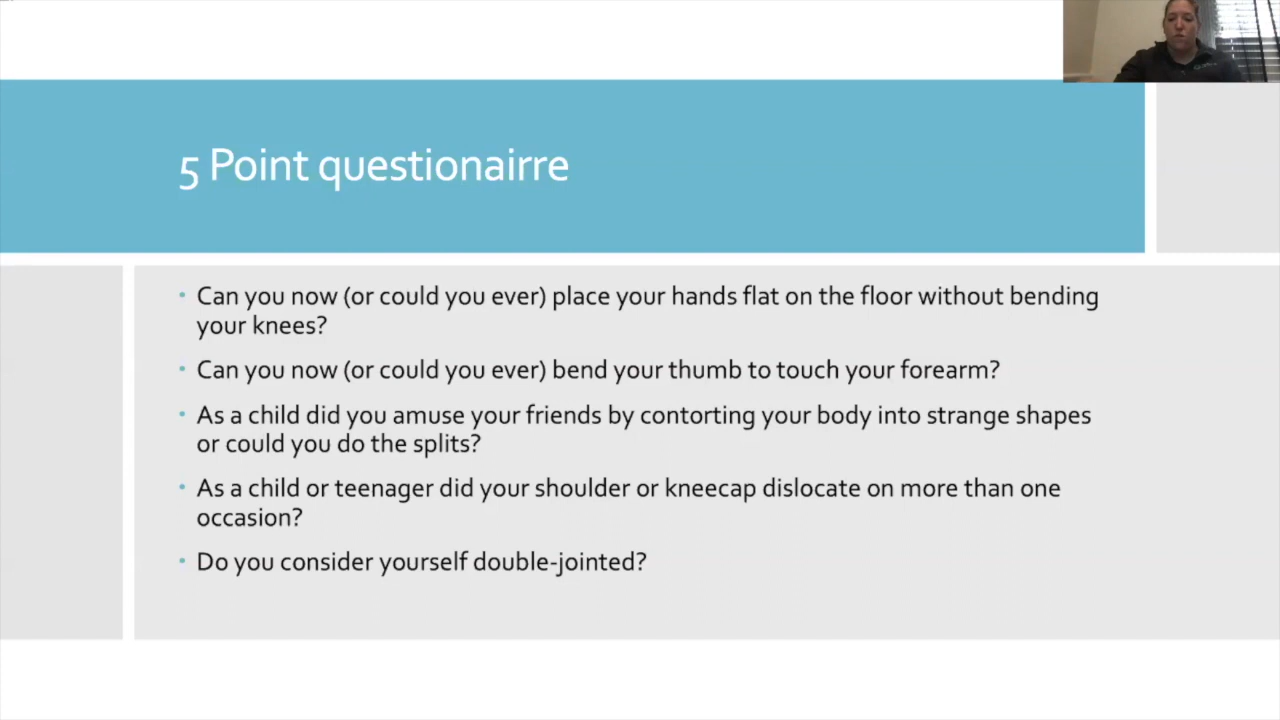 5 Point questionairre
Can you now (or could you ever) place your hands flat on the floor without bending
your knees?
Can you now (or could you ever) bend your thumb to touch your forearm?
As a child did you amuse your friends by contorting your body into strange shapes
or could you do the splits?
As a child or teenager did your shoulder or kneecap dislocate on more than one
occasion?
Do you consider yourself double-jointed?